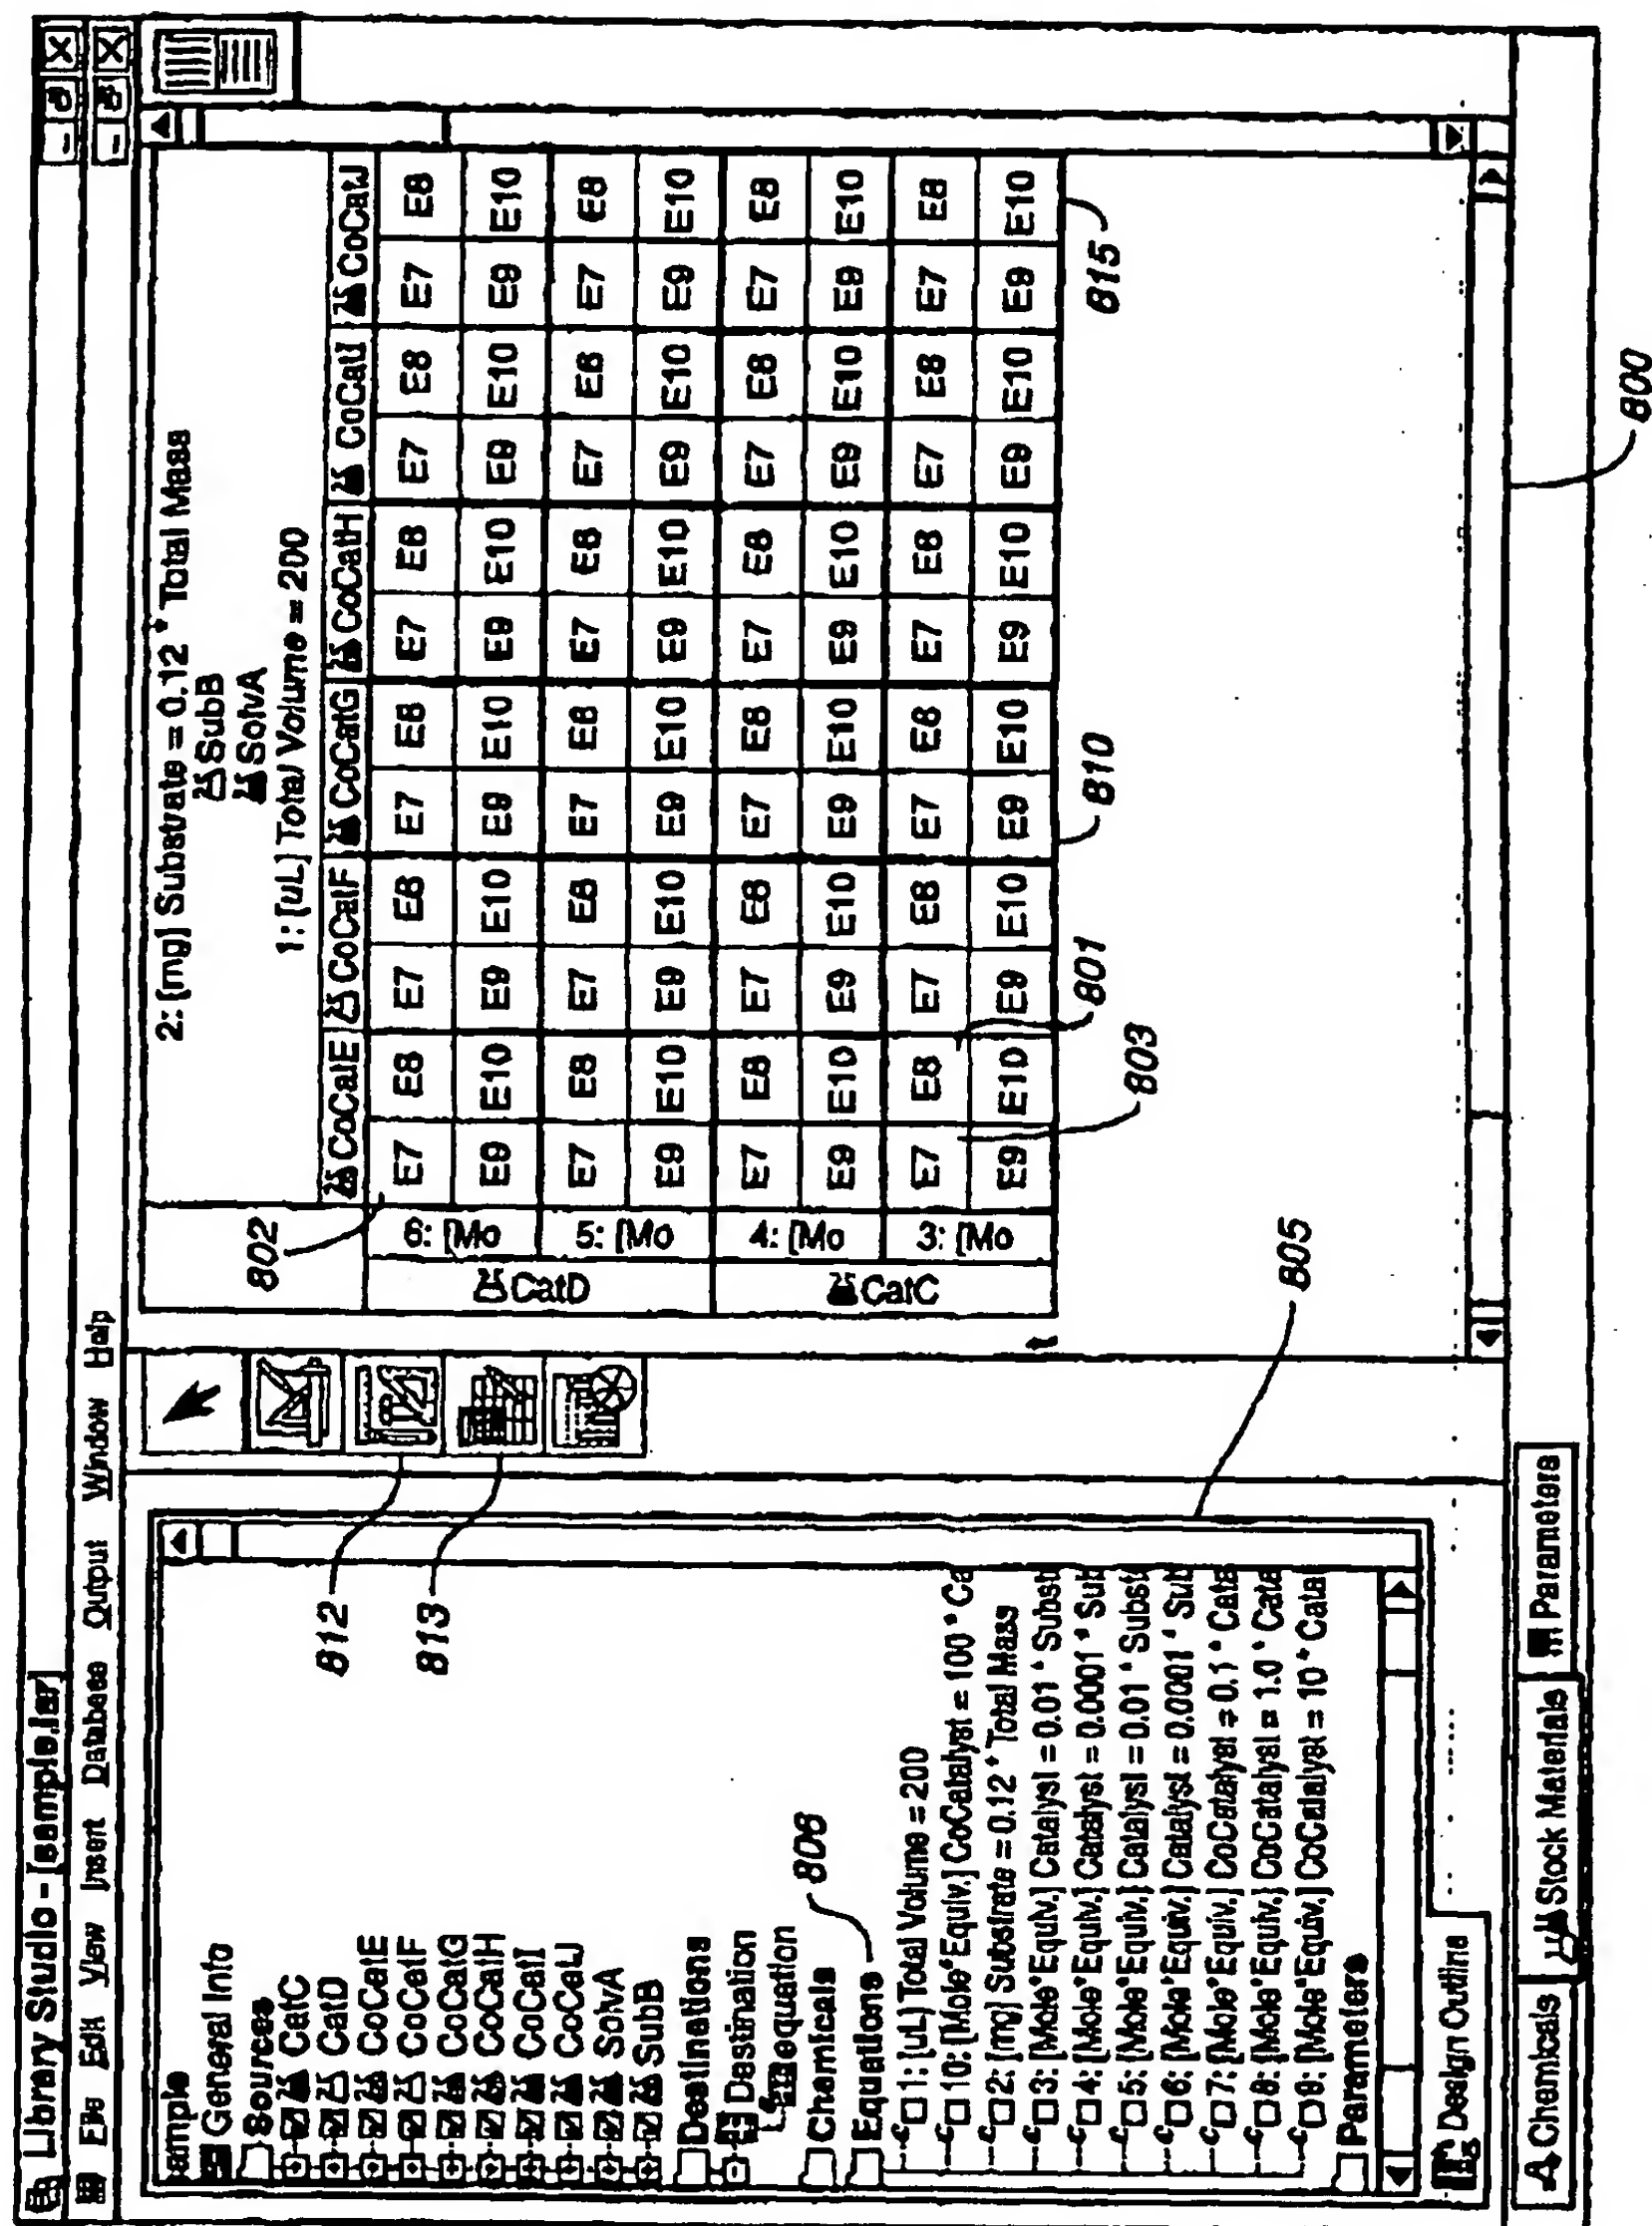 Library Studio - [sample.lsr]
File Edit View Insert Database Output Window Help
sample
General Info
Sources
CatC
CatD
CoCatE
CoCatF
CoCatG
CoCatH
CoCatI
CoCatJ
SolvA
SubB
Destinations
Destination
Equation
Chemicals
Equations
1: [uL] Total Volume = 200
10: [Mole*Equiv.] CoCatalyst = 100 * Ca
2: [mg] Substrate = 0.12 * Total Mass
3: [Mole*Equiv.] Catalyst = 0.01 * Subst
4: [Mole*Equiv.] Catalyst = 0.0001 * Sub
5: [Mole*Equiv.] Catalyst = 0.01 * Subst
6: [Mole*Equiv.] Catalyst = 0.0001 * Sub
7: [Mole*Equiv.] CoCatalyst = 0.1 * Cata
8: [Mole*Equiv.] CoCatalyst = 1.0 * Cata
9: [Mole*Equiv.] CoCatalyst = 10 * Catal
Parameters
Design Outline
Chemicals Stock Materials Parameters
812
813
806
805
802
2: [mg] Substrate = 0.12 * Total Mass
SubB
SolvA
1: [uL] Total Volume = 200
CoCatE CoCatF CoCatG CoCatH CoCatI CoCatJ
CatD
6: [Mo E7 E8 E7 E8 E7 E8 E7 E8 E7 E8 E7 E8
E9 E10 E9 E10 E9 E10 E9 E10 E9 E10 E9 E10
5: [Mo E7 E8 E7 E8 E7 E8 E7 E8 E7 E8 E7 E8
E9 E10 E9 E10 E9 E10 E9 E10 E9 E10 E9 E10
CatC
4: [Mo E7 E8 E7 E8 E7 E8 E7 E8 E7 E8 E7 E8
E9 E10 E9 E10 E9 E10 E9 E10 E9 E10 E9 E10
3: [Mo E7 E8 E7 E8 E7 E8 E7 E8 E7 E8 E7 E8
E9 E10 E9 E10 E9 E10 E9 E10 E9 E10 E9 E10
803
801
810
815
800